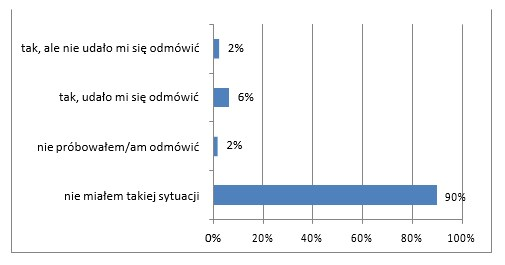 tak, ale nie udało mi się odmówić 2%
tak, udało mi się odmówić 6%
nie próbowałem/am odmówić 2%
nie miałem takiej sytuacji 90%
0% 20% 40% 60% 80% 100%